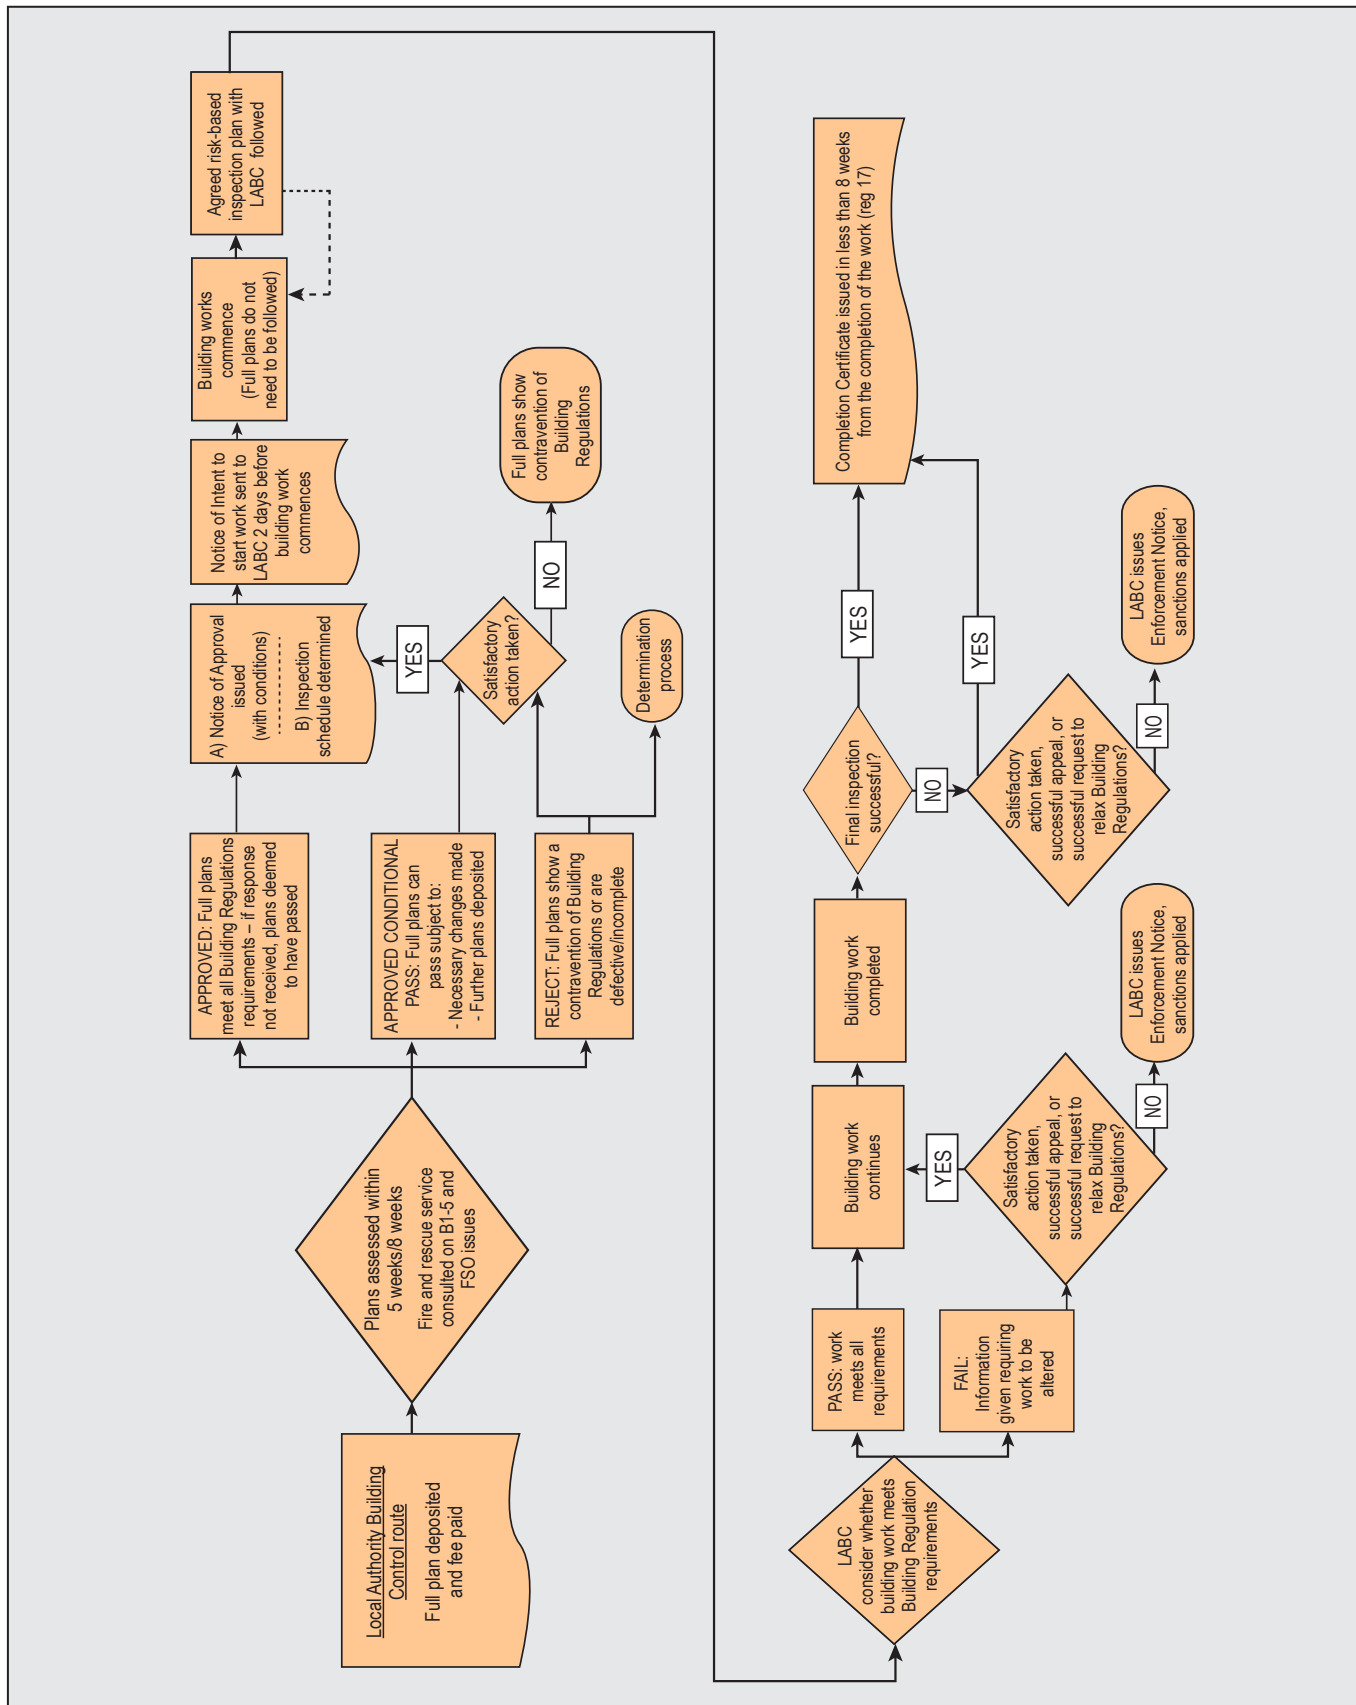 Local Authority Building
Control route
Full plan deposited
and fee paid
Plans assessed within
5 weeks/8 weeks
Fire and rescue service
consulted on B1-5 and
FSO issues
APPROVED: Full plans
meet all Building Regulations
requirements – if response
not received, plans deemed
to have passed
APPROVED CONDITIONAL
PASS: Full plans can
pass subject to:
- Necessary changes made
- Further plans deposited
REJECT: Full plans show a
contravention of Building
Regulations or are
defective/incomplete
A) Notice of Approval
issued
(with conditions)
B) Inspection
schedule determined
YES
Satisfactory
action taken?
NO
Determination
process
Full plans show
contravention of
Building
Regulations
Notice of Intent to
start work sent to
LABC 2 days before
building work
commences
Building works
commence
(Full plans do not
need to be followed)
Agreed risk-based
inspection plan with
LABC followed
LABC
consider whether
building work meets
Building Regulation
requirements
PASS: work
meets all
requirements
FAIL:
Information
given requiring
work to be
altered
Building work
continues
YES
Satisfactory
action taken,
successful appeal, or
successful request to
relax Building
Regulations?
NO
LABC issues
Enforcement Notice,
sanctions applied
Building work
completed
Final inspection
successful?
YES
NO
Satisfactory
action taken,
successful appeal, or
successful request to
relax Building
Regulations?
YES
NO
LABC issues
Enforcement Notice,
sanctions applied
Completion Certificate issued in less than 8 weeks
from the completion of the work (reg 17)